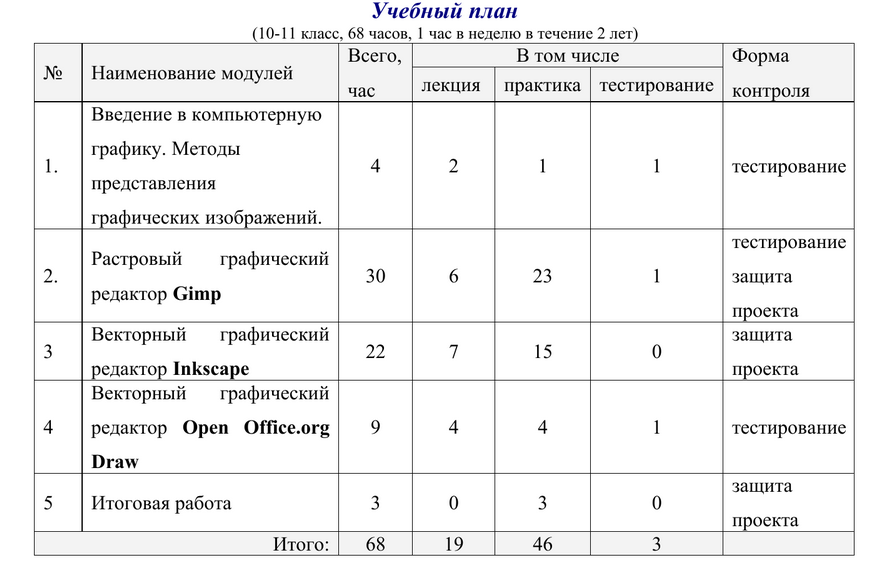 Учебный план
(10-11 класс, 68 часов, 1 час в неделю в течение 2 лет)
№ Наименование модулей Всего, час В том числе Форма контроля
лекция практика тестирование
1. Введение в компьютерную
графику. Методы
представления
графических изображений. 4 2 1 1 тестирование
2. Растровый графический
редактор Gimp 30 6 23 1 тестирование
защита
проекта
3 Векторный графический
редактор Inkscape 22 7 15 0 защита
проекта
4 Векторный графический
редактор Open Office.org
Draw 9 4 4 1 тестирование
5 Итоговая работа 3 0 3 0 защита
проекта
Итого: 68 19 46 3